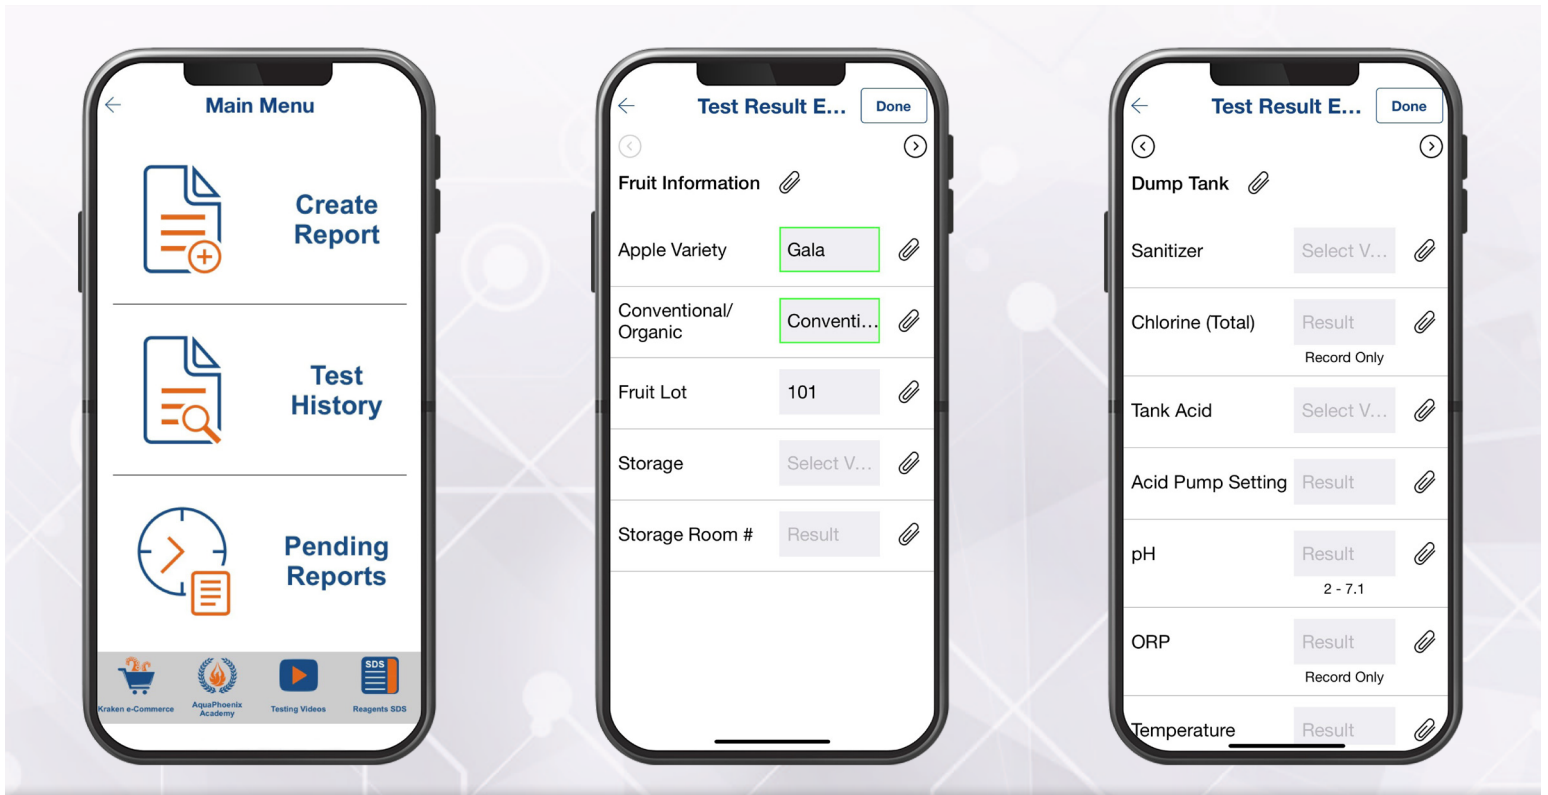 Main Menu
Create
Report
Test
History
Pending
Reports
SDS
Kraken e-Commerce
AquaPhoenix
Academy
Testing Videos
Reagents SDS
Test Result E...
Done
Fruit Information
Apple Variety
Gala
Conventional/
Organic
Conventi...
Fruit Lot
101
Storage
Select V...
Storage Room #
Result
Test Result E...
Done
Dump Tank
Sanitizer
Select V...
Chlorine (Total)
Result
Record Only
Tank Acid
Select V...
Acid Pump Setting
Result
pH
Result
2 - 7.1
ORP
Result
Record Only
Temperature
Result